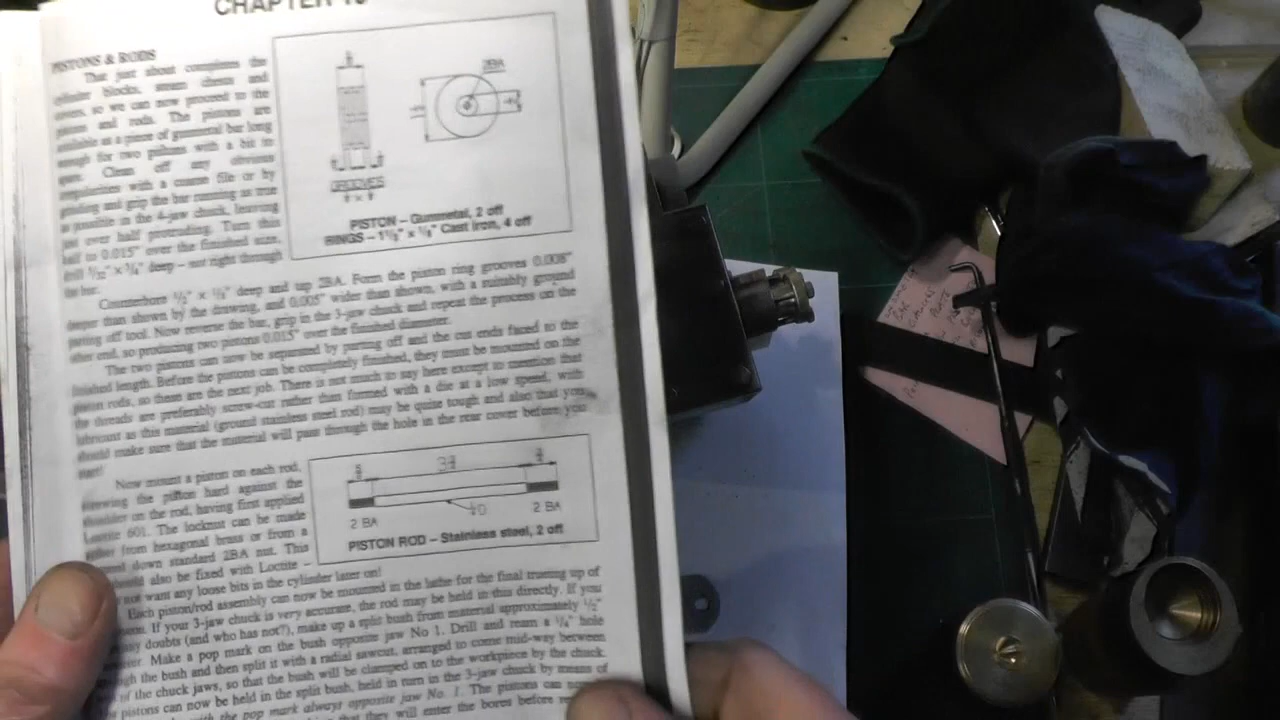 CHAPTER
PISTONS & RODS
That just about completes the
cylinder blocks, steam chests and
so we can now proceed to the
pistons and rods. The pistons are
available as a piece of gunmetal bar long
enough for two pistons with a bit to
spare. Clean off any obvious
with a coarse file or by
grinding and grip the bar running as true
as possible in the 4-jaw chuck, leaving
just over half protruding. Turn this
half to 0.015" over the finished size,
deep – not right through
the bar.
2BA
GROOVES
PISTON – Gunmetal, 2 off
RINGS – 1½" × ⅛" Cast iron, 4 off
Counterbore deep and tap 2BA. Form the piston ring grooves 0.008"
deeper than shown by the drawing, and 0.005" wider than shown, with a suitably ground
parting off tool. Now reverse the bar, grip in the 3-jaw chuck and repeat the process on the
other end, so producing two pistons 0.015" over the finished diameter.
The two pistons can now be separated by parting off and the cut ends faced to the
finished length. Before the pistons can be completely finished, they must be mounted on the
piston rods, so these are the next job. There is not much to say here except to mention that
the threads are preferably screw-cut rather than formed with a die at a low speed, with
lubricant as this material (ground stainless steel rod) may be quite tough and also that you
should make sure that the material will pass through the hole in the rear cover before you
start!
Now mount a piston on each rod,
screwing the piston hard against the
shoulder on the rod, having first applied
Loctite 601. The locknut can be made
either from hexagonal brass or from a
down standard 2BA nut. This
should also be fixed with Loctite –
not want any loose bits in the cylinder later on!
2 BA
2 BA
PISTON ROD – Stainless steel, 2 off
Each piston/rod assembly can now be mounted in the lathe for the final trueing up of
If your 3-jaw chuck is very accurate, the rod may be held in this directly. If you
any doubts (and who has not?), make up a split bush from material approximately ½"
Make a pop mark on the bush opposite jaw No 1. Drill and ream a ¼" hole
the bush and then split it with a radial sawcut, arranged to come mid-way between
of the chuck jaws, so that the bush will be clamped on to the workpiece by the chuck.
pistons can now be held in the split bush, held in turn in the 3-jaw chuck by means of
with the pop mark always opposite jaw No. 1. The pistons can
that they will enter the bores before